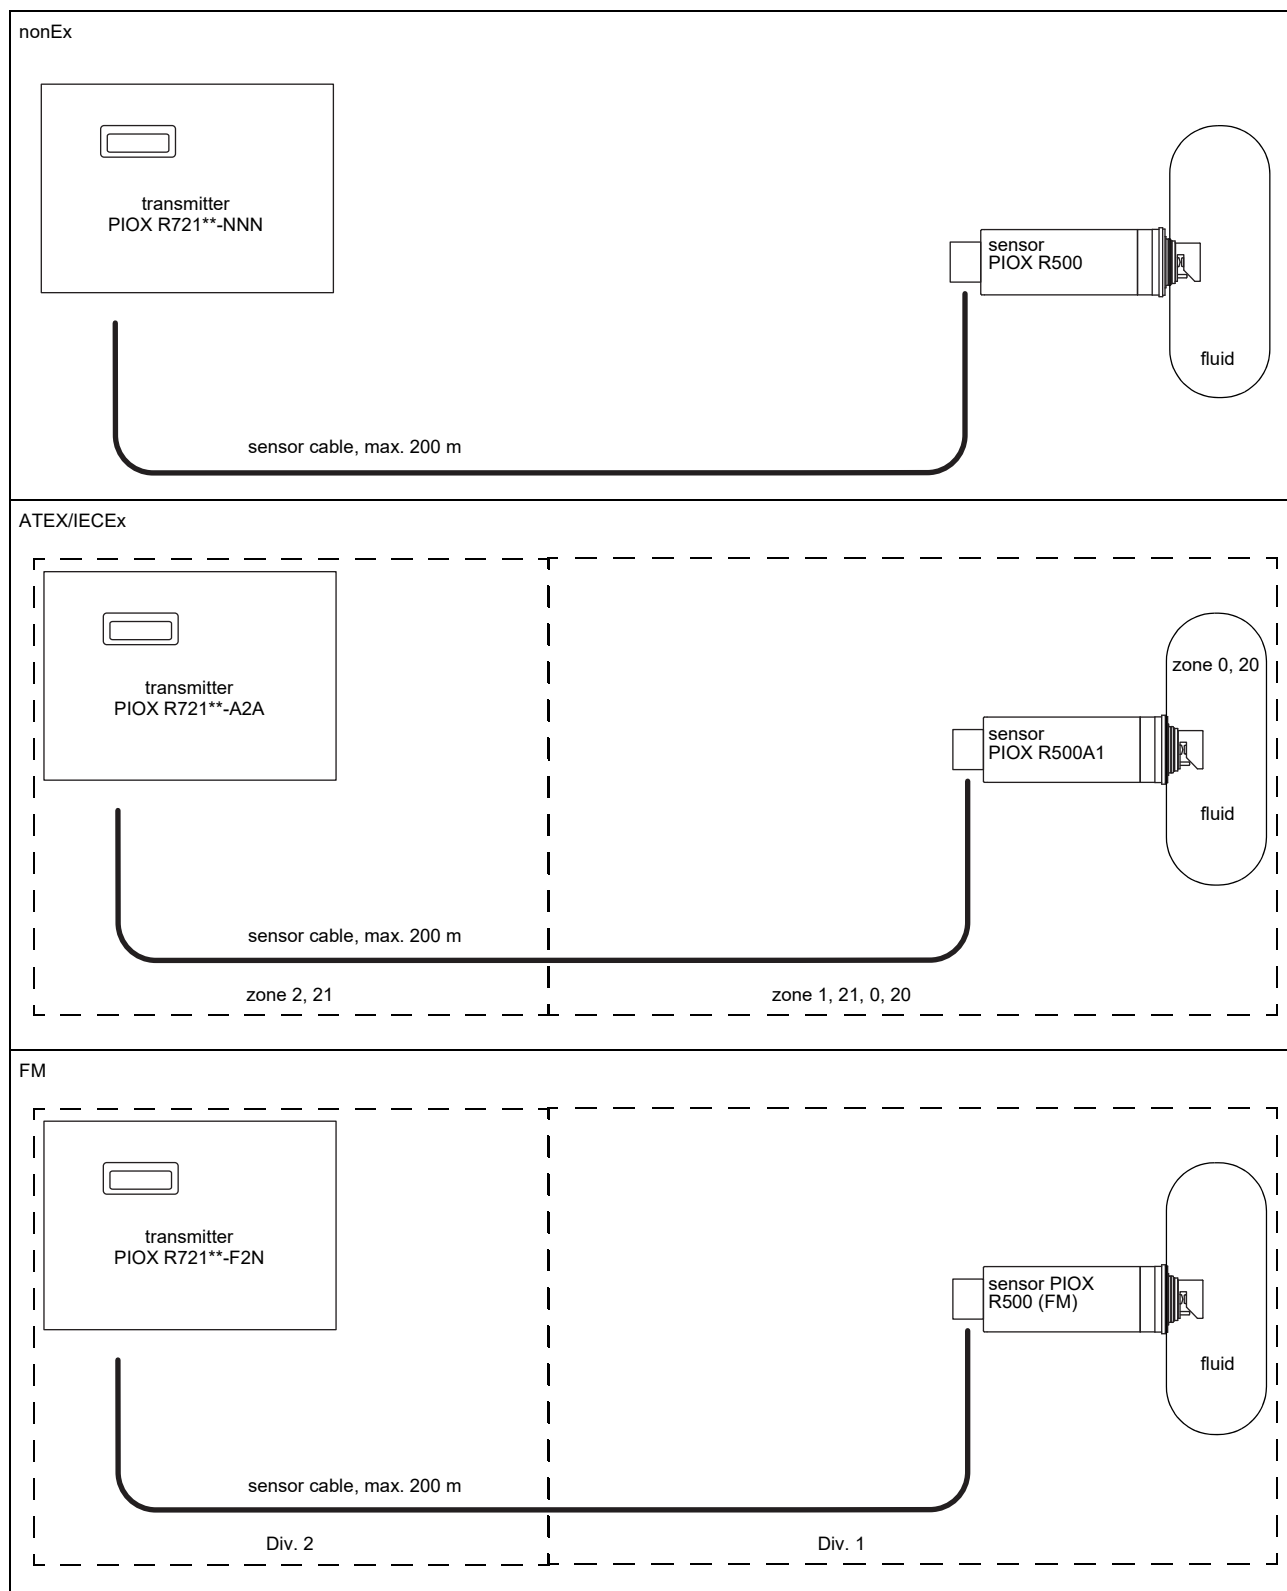 nonEx
transmitter
PIOX R721**-NNN
sensor
PIOX R500
fluid
sensor cable, max. 200 m
ATEX/IECEx
zone 0, 20
transmitter
PIOX R721**-A2A
sensor
PIOX R500A1
fluid
sensor cable, max. 200 m
zone 2, 21
zone 1, 21, 0, 20
FM
transmitter
PIOX R721**-F2N
sensor PIOX
R500 (FM)
fluid
sensor cable, max. 200 m
Div. 2
Div. 1